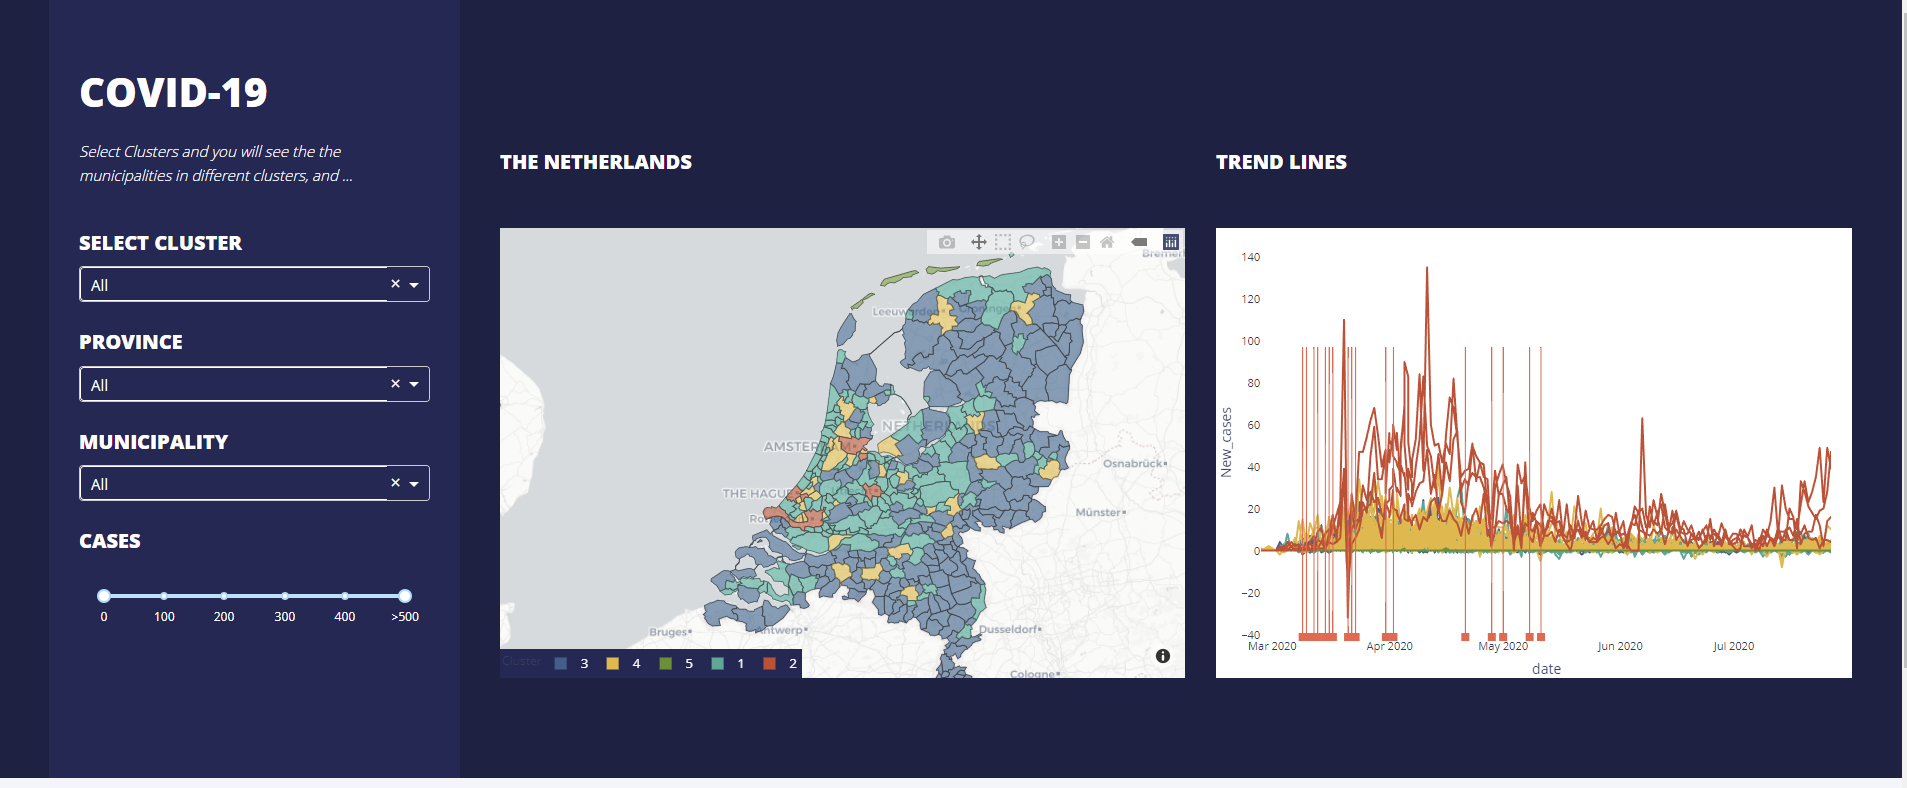 COVID-19
Select Clusters and you will see the the
municipalities in different clusters, and ...
SELECT CLUSTER
All
PROVINCE
All
MUNICIPALITY
All
CASES
0 100 200 300 400 >500
THE NETHERLANDS
Leeuwarden
Groningen
NETHERLANDS
AMSTERDAM
THE HAGUE
Osnabrück
Münster
Bruges
Antwerp
Dusseldorf
Cologne
Cluster 3 4 5 1 2
TREND LINES
140
120
100
80
60
40
20
0
−20
−40
New_cases
Mar 2020 Apr 2020 May 2020 Jun 2020 Jul 2020
date